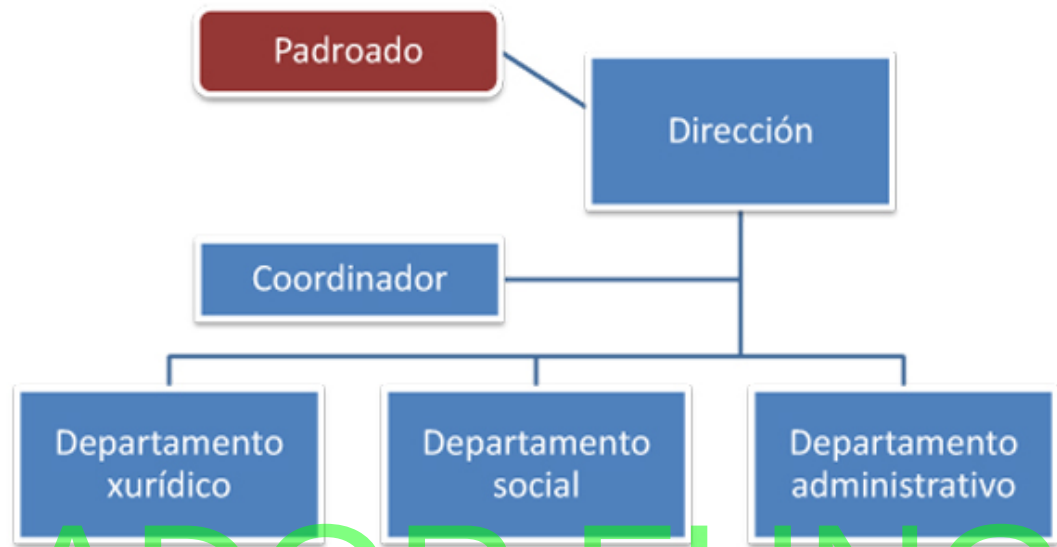 Padroado
Dirección
Coordinador
Departamento
xurídico
Departamento
social
Departamento
administrativo